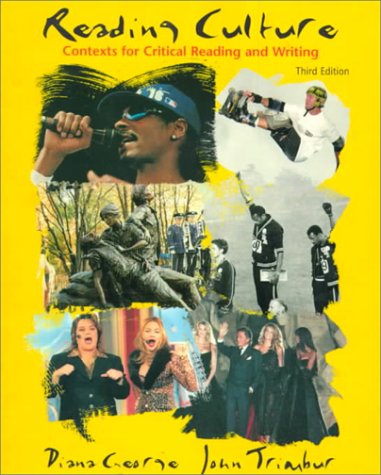 Reading Culture
Contexts for Critical Reading and Writing
Third Edition
Diana George John Trimbur